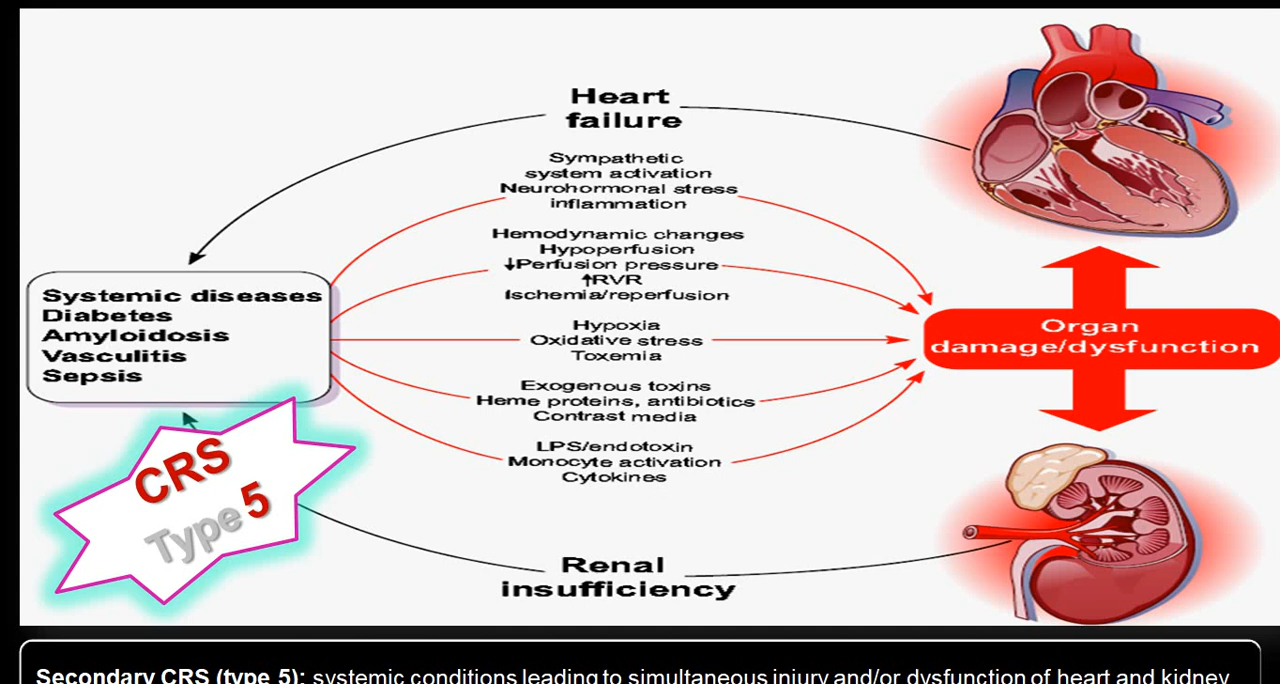 Heart
failure
Sympathetic
system activation
Neurohormonal stress
inflammation
Hemodynamic changes
Hypoperfusion
↓Perfusion pressure
↑RVR
Ischemia/reperfusion
Hypoxia
Oxidative stress
Toxemia
Exogenous toxins
Heme proteins, antibiotics
Contrast media
LPS/endotoxin
Monocyte activation
Cytokines
Systemic diseases
Diabetes
Amyloidosis
Vasculitis
Sepsis
Organ
damage/dysfunction
CRS
Type 5
Renal
insufficiency
Secondary CRS (type 5): systemic conditions leading to simultaneous injury and/or dysfunction of heart and kidney